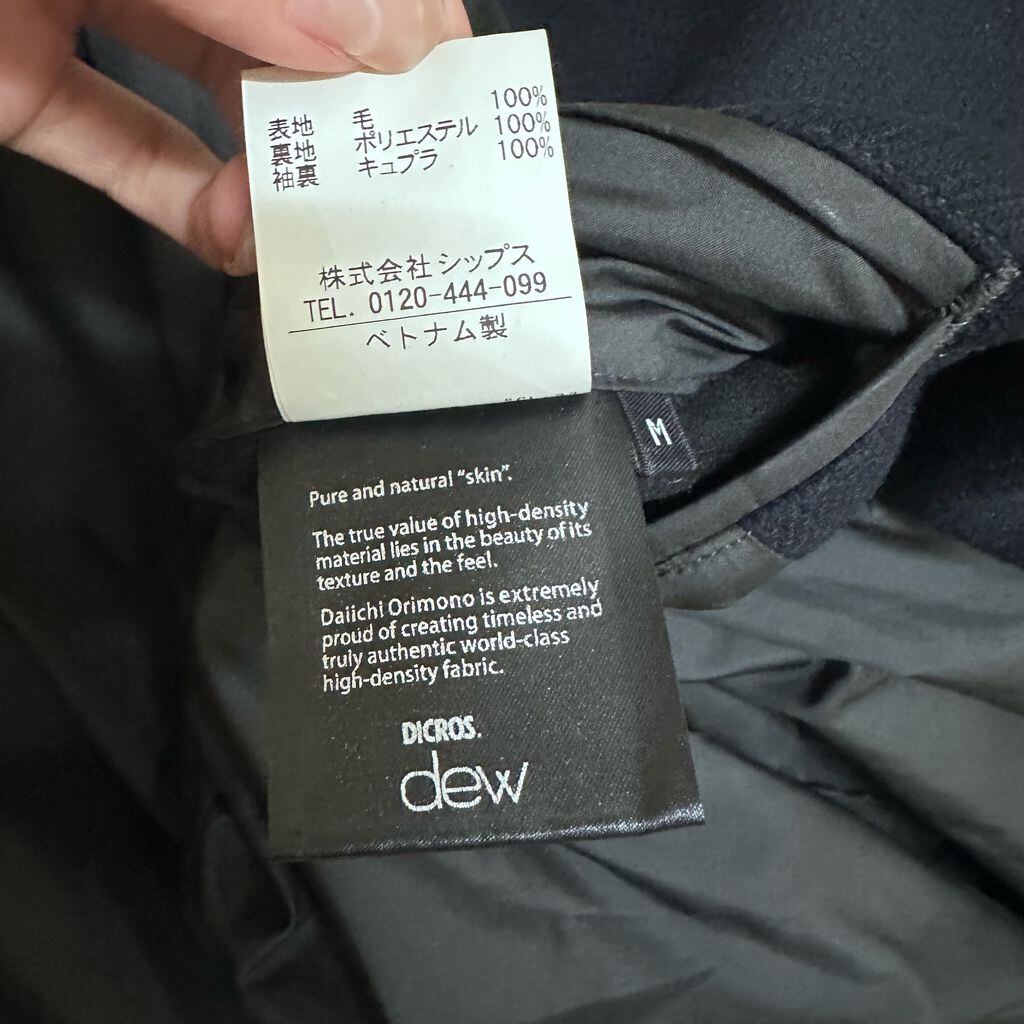 表地 毛 100%
裏地 ポリエステル 100%
袖裏 キュプラ 100%
株式会社シップス
TEL. 0120-444-099
ベトナム製
M
Pure and natural "skin".
The true value of high-density
material lies in the beauty of its
texture and the feel.
Daiichi Orimono is extremely
proud of creating timeless and
truly authentic world-class
high-density fabric.
DICROS.
dew